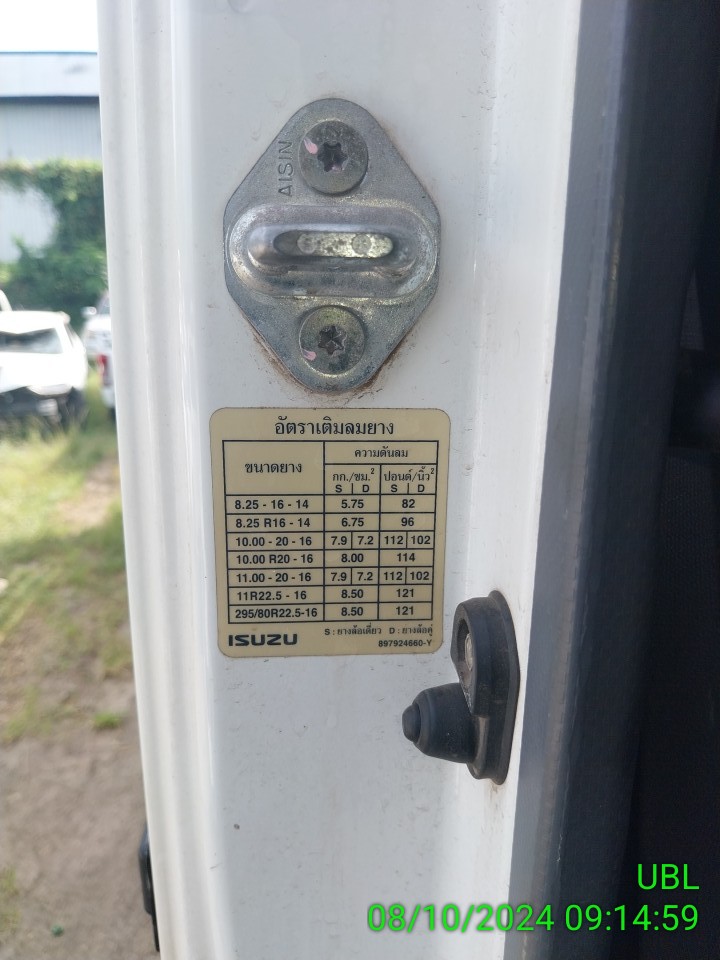 AISIN
อัตราเติมลมยาง
ขนาดยาง ความดันลม
กก./ซม.² ปอนด์/นิ้ว²
S | D S | D
8.25 - 16 - 14 5.75 82
8.25 R16 - 14 6.75 96
10.00 - 20 - 16 7.9 7.2 112 102
10.00 R20 - 16 8.00 114
11.00 - 20 - 16 7.9 7.2 112 102
11R22.5 - 16 8.50 121
295/80R22.5-16 8.50 121
ISUZU S : ยางล้อเดี่ยว D : ยางล้อคู่
897924660-Y
UBL
08/10/2024 09:14:59